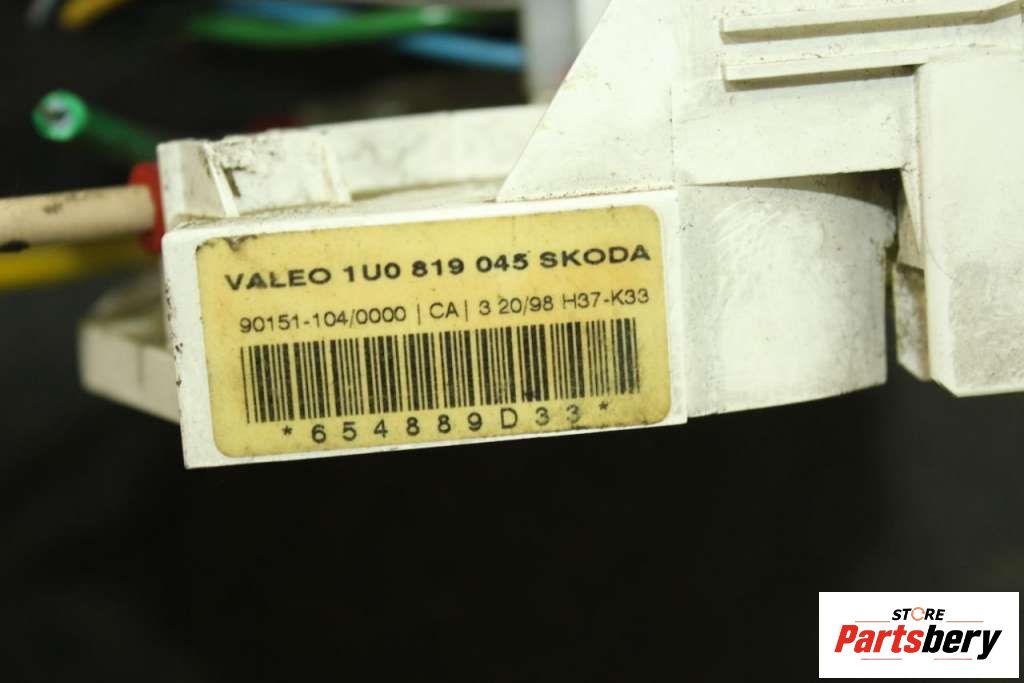 VALEO 1U0 819 045 SKODA
90151-104/0000 | CA | 3 20/98 H37-K33
*654889D33*
STORE
Partsbery